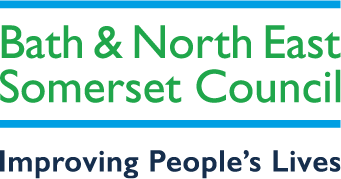 Bath & North East
Somerset Council
Improving People's Lives